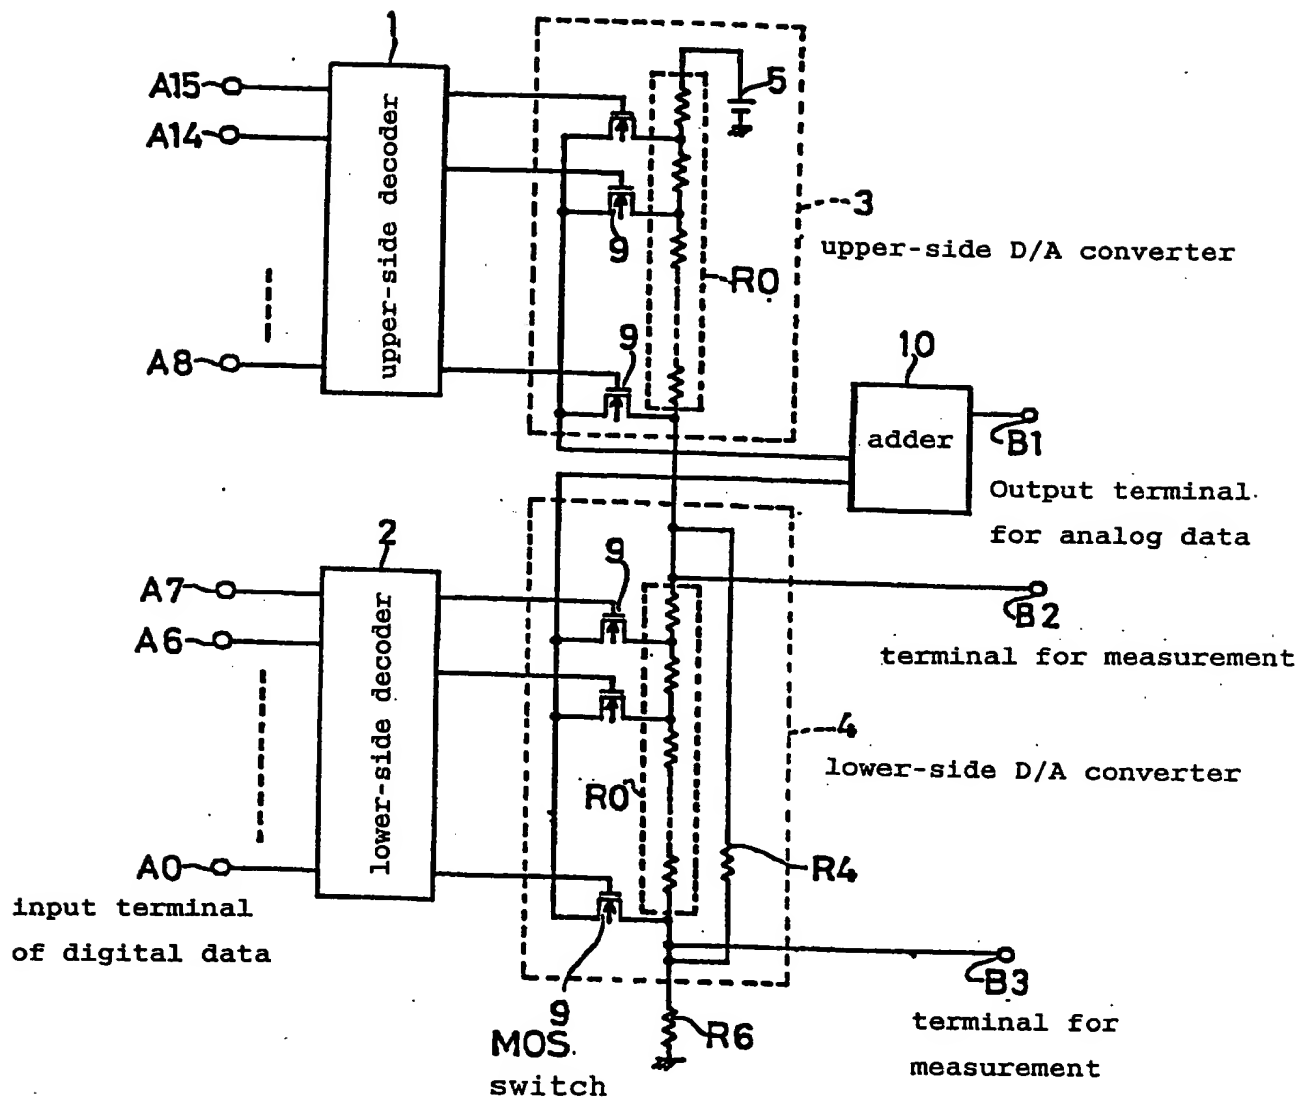 1
A15
A14
A8
upper-side decoder
5
9
9
R0
3
upper-side D/A converter
10
adder
B1
Output terminal
for analog data
2
A7
A6
A0
lower-side decoder
9
B2
terminal for measurement
4
lower-side D/A converter
R0
R4
input terminal
of digital data
B3
terminal for
measurement
9
MOS.
switch
R6